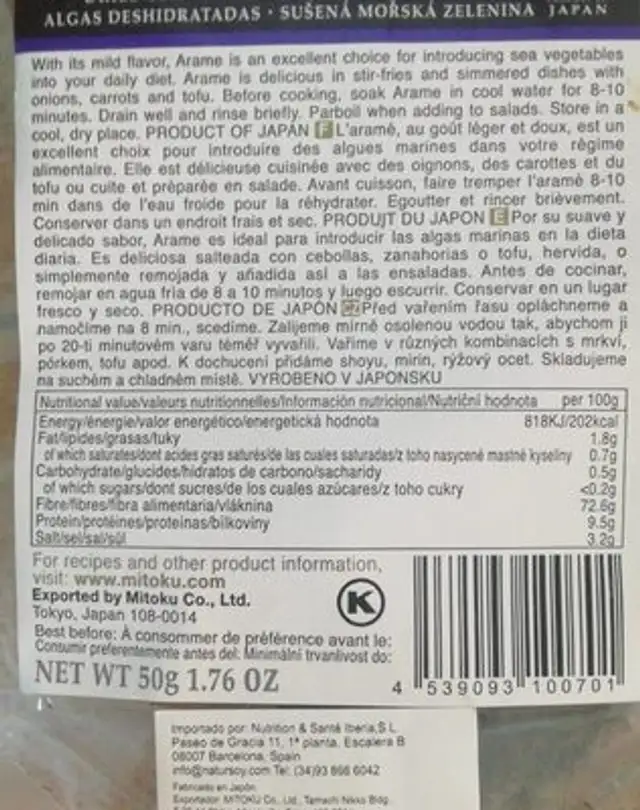 ALGAS DESHIDRATADAS · SUŠENÁ MOŘSKÁ ZELENINA JAPAN
With its mild flavor, Arame is an excellent choice for introducing sea vegetables
into your daily diet. Arame is delicious in stir-fries and simmered dishes with
onions, carrots and tofu. Before cooking, soak Arame in cool water for 8-10
minutes. Drain well and rinse briefly. Parboil when adding to salads. Store in a
cool, dry place. PRODUCT OF JAPAN F L'aramé, au goût léger et doux, est un
excellent choix pour introduire des algues marines dans votre régime
alimentaire. Elle est délicieuse cuisinée avec des oignons, des carottes et du
tofu ou cuite et préparée en salade. Avant cuisson, faire tremper l'aramé 8-10
min dans de l'eau froide pour la réhydrater. Egoutter et rincer brièvement.
Conserver dans un endroit frais et sec. PRODUJT DU JAPON E Por su suave y
delicado sabor, Arame es ideal para introducir las algas marinas en la dieta
diaria. Es deliciosa salteada con cebollas, zanahorias o tofu, hervida, o
simplemente remojada y añadida asl a las ensaladas. Antes de cocinar,
remojar en agua fria de 8 a 10 minutos y luego escurrir. Conservar en un lugar
fresco y seco. PRODUCTO DE JAPÓN CZ Před vařením řasu opláchneme a
namočíme na 8 min., scedíme. Zalijeme mírně osolenou vodou tak, abychom ji
po 20-ti minutovém varu téměř vyvařili. Vaříme v různých kombinacích s mrkví,
pórkem, tofu apod. K dochucení přidáme shoyu, mirin, rýžový ocet. Skladujeme
na suchém a chladném místě. VYROBENO V JAPONSKU
Nutritional value/valeurs nutritionnelles/Información nutricional/Nutriční hodnota per 100g
Energy/énergie/valor energético/energetická hodnota 818KJ/202kcal
Fat/lipides/grasas/tuky 1.8g
of which saturates/dont acides gras saturés/de las cuales saturadas/z toho nasycené mastné kyseliny 0.7g
Carbohydrate/glucides/hidratos de carbono/sacharidy 0.5g
of which sugars/dont sucres/de los cuales azúcares/z toho cukry <0.2g
Fibre/fibres/fibra alimentaria/vláknina 72.6g
Protein/protéines/proteínas/bílkoviny 9.5g
Salt/sel/sal/sůl 3.2g
For recipes and other product information,
visit: www.mitoku.com
Exported by Mitoku Co., Ltd.
Tokyo, Japan 108-0014
K
Best before: À consommer de préférence avant le:
Consumir preferentemente antes del: Minimální trvanlivost do:
NET WT 50g 1.76 OZ
4 539093 100701
Importado por: Nutrition & Santé Iberia,S.L.
Paseo de Gracia 11, 1ª planta, Escalera B
08007 Barcelona, Spain
info@natursoy.com Tel: (34)93 866 6042
Fabricado en Japón
Exportador: MITOKU Co., Ltd., Tamachi Nikko Bldg